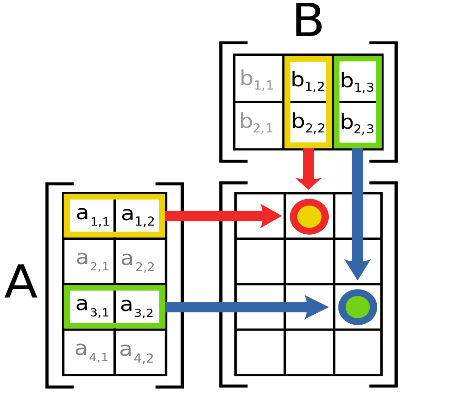 B
b1,1 b1,2 b1,3
b2,1 b2,2 b2,3
A
a1,1 a1,2
a2,1 a2,2
a3,1 a3,2
a4,1 a4,2